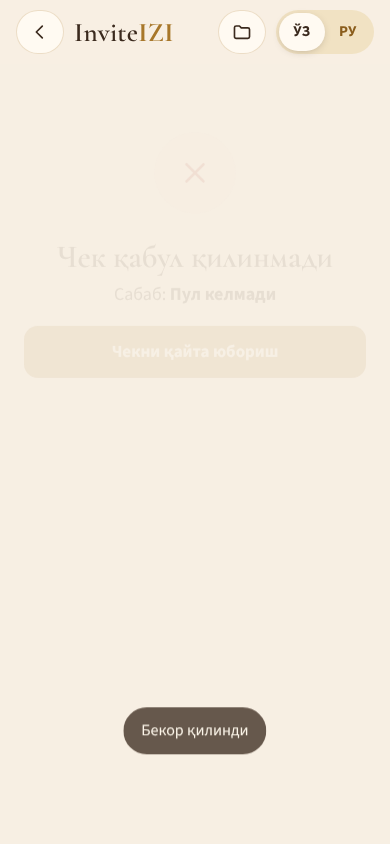 InviteIZI
ЎЗ РУ
Чек қабул қилинмади
Сабаб: Пул келмади
Чекни қайта юбориш
Бекор қилинди